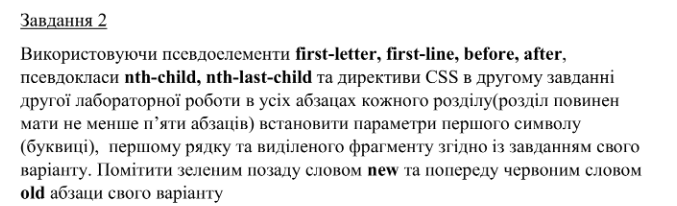 Завдання 2
Використовуючи псевдоелементи first-letter, first-line, before, after,
псевдокласи nth-child, nth-last-child та директиви CSS в другому завданні
другої лабораторної роботи в усіх абзацах кожного розділу(розділ повинен
мати не менше п’яти абзаців) встановити параметри першого символу
(буквиці), першому рядку та виділеного фрагменту згідно із завданням свого
варіанту. Помітити зеленим позаду словом new та попереду червоним словом
old абзаци свого варіанту